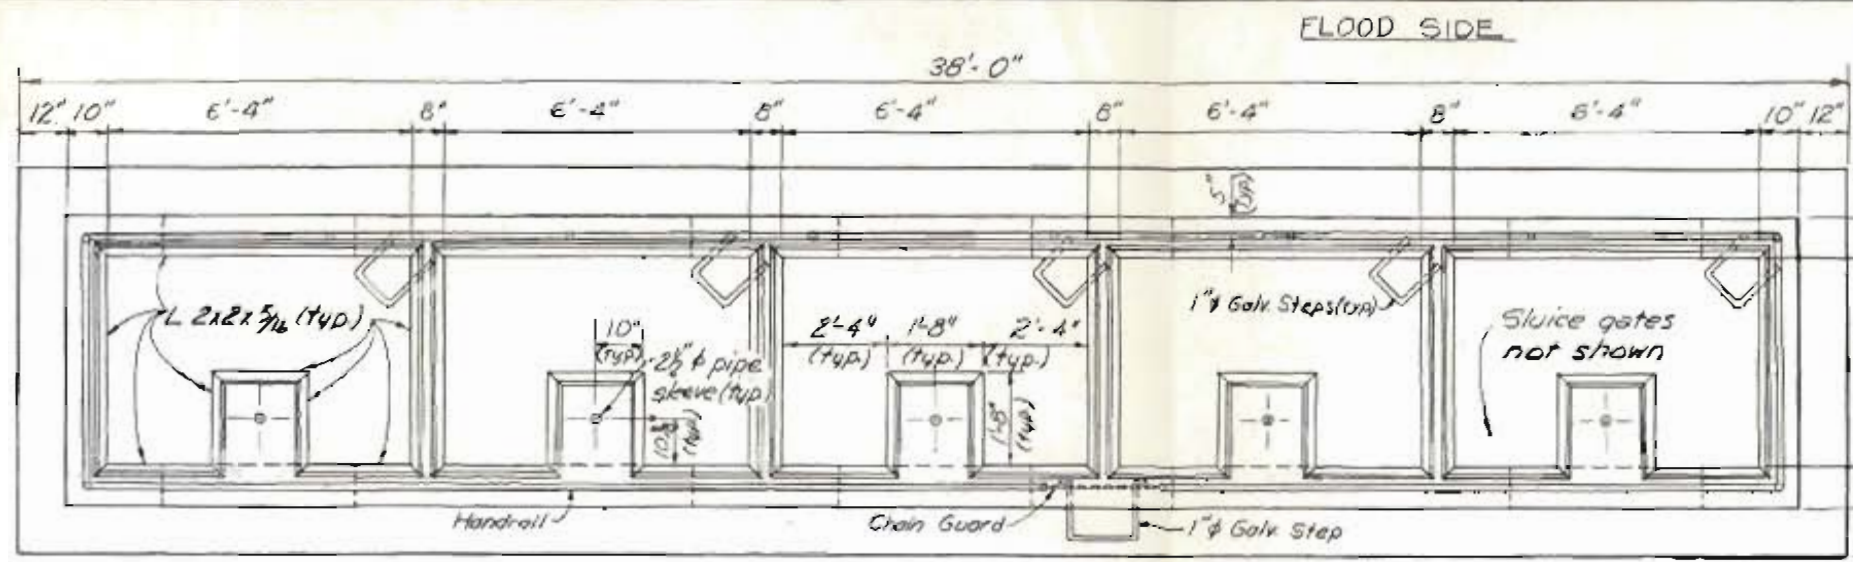 FLOOD SIDE
38'-0"
12" 10" 6'-4" 8" 6'-4" 8" 6'-4" 8" 6'-4" 8" 6'-4" 10" 12"
5"
(typ)
L 2x2x5/16 (typ)
10"
(typ)
2½" ϕ pipe
sleeve (typ)
10"
(typ)
2'-4" 1'-8" 2'-4"
(typ.) (typ.) (typ.)
1'-8"
(typ)
1" ϕ Galv. Steps (typ)
Sluice gates
not shown
Handrail
Chain Guard
1" ϕ Galv. Step